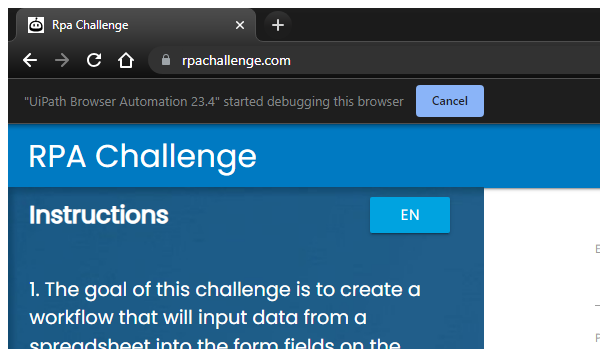 Rpa Challenge
rpachallenge.com
"UiPath Browser Automation 23.4" started debugging this browser
Cancel
RPA Challenge
Instructions
EN
1. The goal of this challenge is to create a
workflow that will input data from a
spreadsheet into the form fields on the